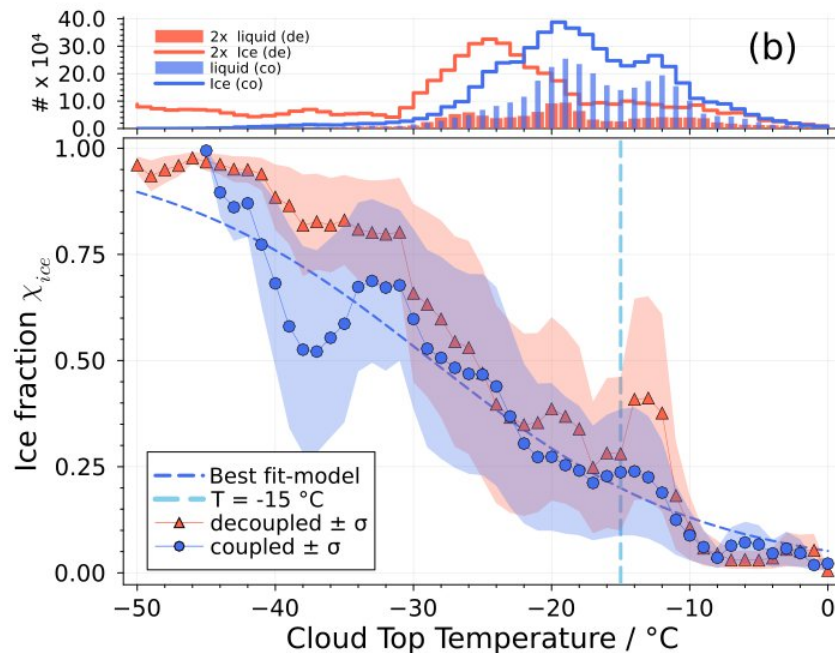 40.0
30.0
20.0
10.0
0.0
# x 10⁴
2x liquid (de)
2x Ice (de)
liquid (co)
Ice (co)
(b)
1.00
0.75
0.50
0.25
0.00
Ice fraction χ_ice
Best fit-model
T = -15 °C
decoupled ± σ
coupled ± σ
−50
−40
−30
−20
−10
0
Cloud Top Temperature / °C